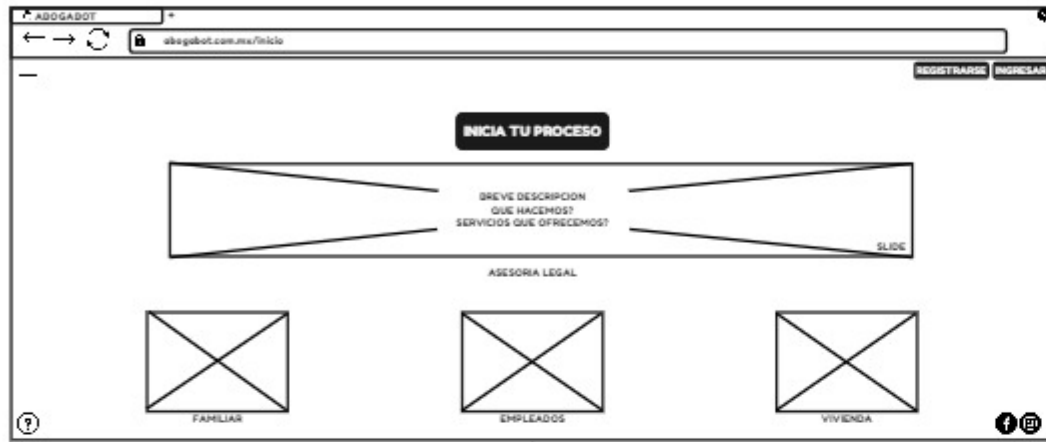 ABOGABOT
abogabot.com.mx/inicio
REGISTRARSE INGRESAR
INICIA TU PROCESO
BREVE DESCRIPCION
QUE HACEMOS?
SERVICIOS QUE OFRECEMOS?
SLIDE
ASESORIA LEGAL
FAMILIAR
EMPLEADOS
VIVIENDA